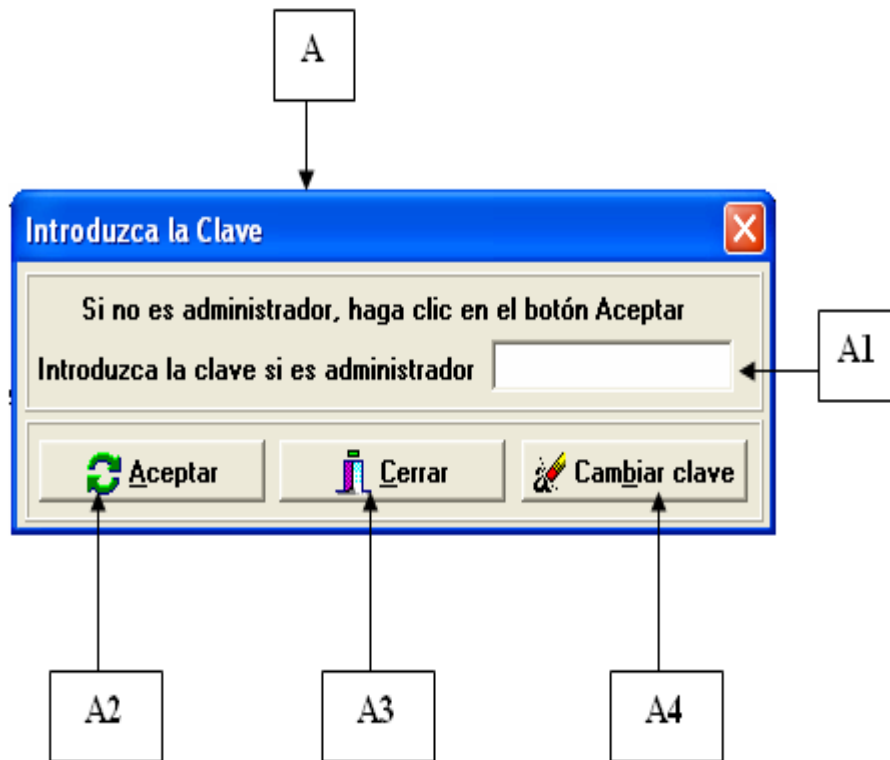 A
Introduzca la Clave
Si no es administrador, haga clic en el botón Aceptar
Introduzca la clave si es administrador
A1
Aceptar
Cerrar
Cambiar clave
A2
A3
A4